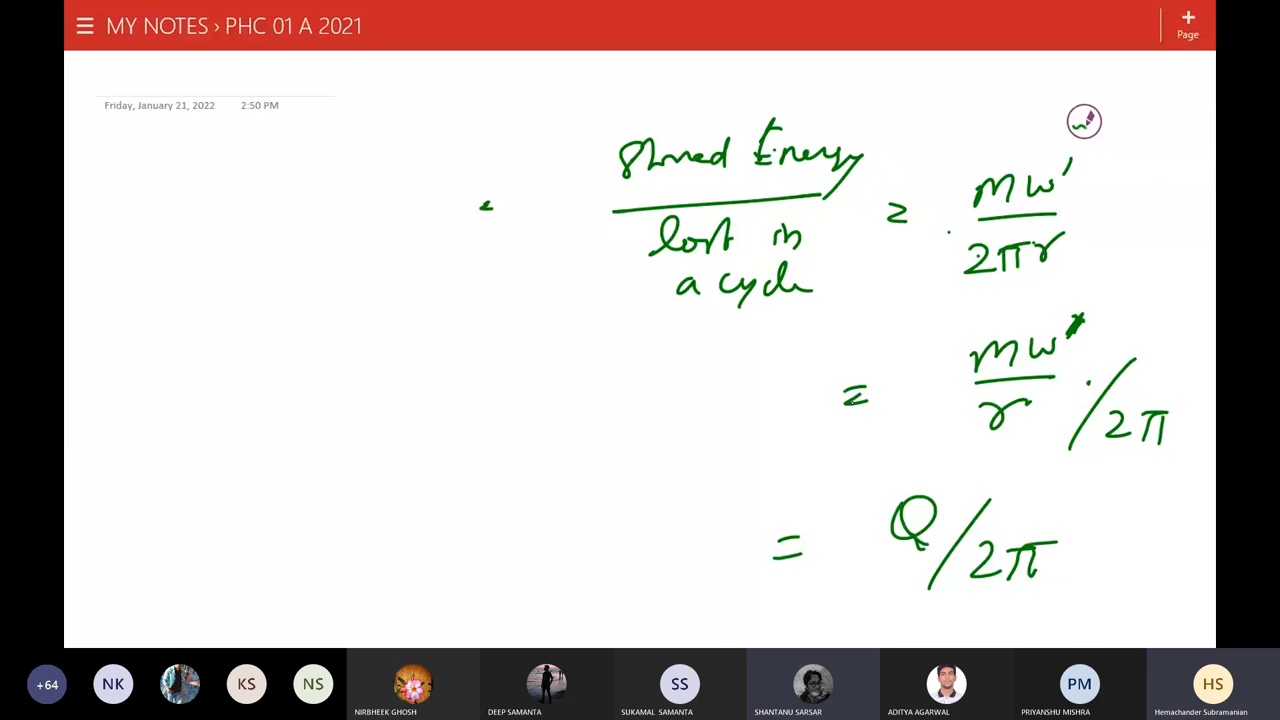 MY NOTES › PHC 01 A 2021
Page
Friday, January 21, 2022 2:50 PM
Stored Energy / lost in a cycle = mω' / 2πr
= mω / r / 2π
= Q / 2π
+64 NK KS NS SS PM HS
NIRBHEEK GHOSH DEEP SAMANTA SUKAMAL SAMANTA SHANTANU SARSAR ADITYA AGARWAL PRIYANSHU MISHRA Hemachander Subramanian